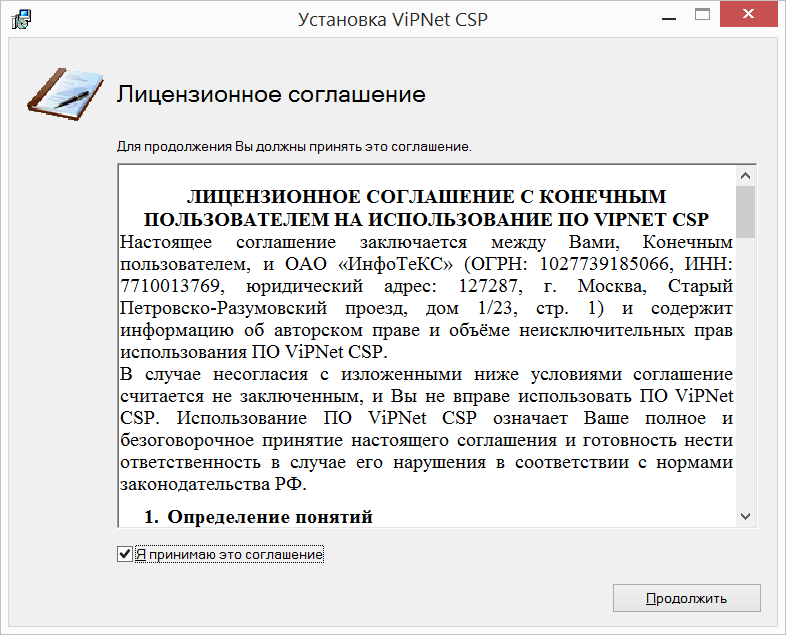 Установка ViPNet CSP
Лицензионное соглашение
Для продолжения Вы должны принять это соглашение.
ЛИЦЕНЗИОННОЕ СОГЛАШЕНИЕ С КОНЕЧНЫМ
ПОЛЬЗОВАТЕЛЕМ НА ИСПОЛЬЗОВАНИЕ ПО VIPNET CSP
Настоящее соглашение заключается между Вами, Конечным
пользователем, и ОАО «ИнфоТеКС» (ОГРН: 1027739185066, ИНН:
7710013769, юридический адрес: 127287, г. Москва, Старый
Петровско-Разумовский проезд, дом 1/23, стр. 1) и содержит
информацию об авторском праве и объёме неисключительных прав
использования ПО ViPNet CSP.
В случае несогласия с изложенными ниже условиями соглашение
считается не заключенным, и Вы не вправе использовать ПО ViPNet
CSP. Использование ПО ViPNet CSP означает Ваше полное и
безоговорочное принятие настоящего соглашения и готовность нести
ответственность в случае его нарушения в соответствии с нормами
законодательства РФ.
1. Определение понятий
Я принимаю это соглашение
Продолжить